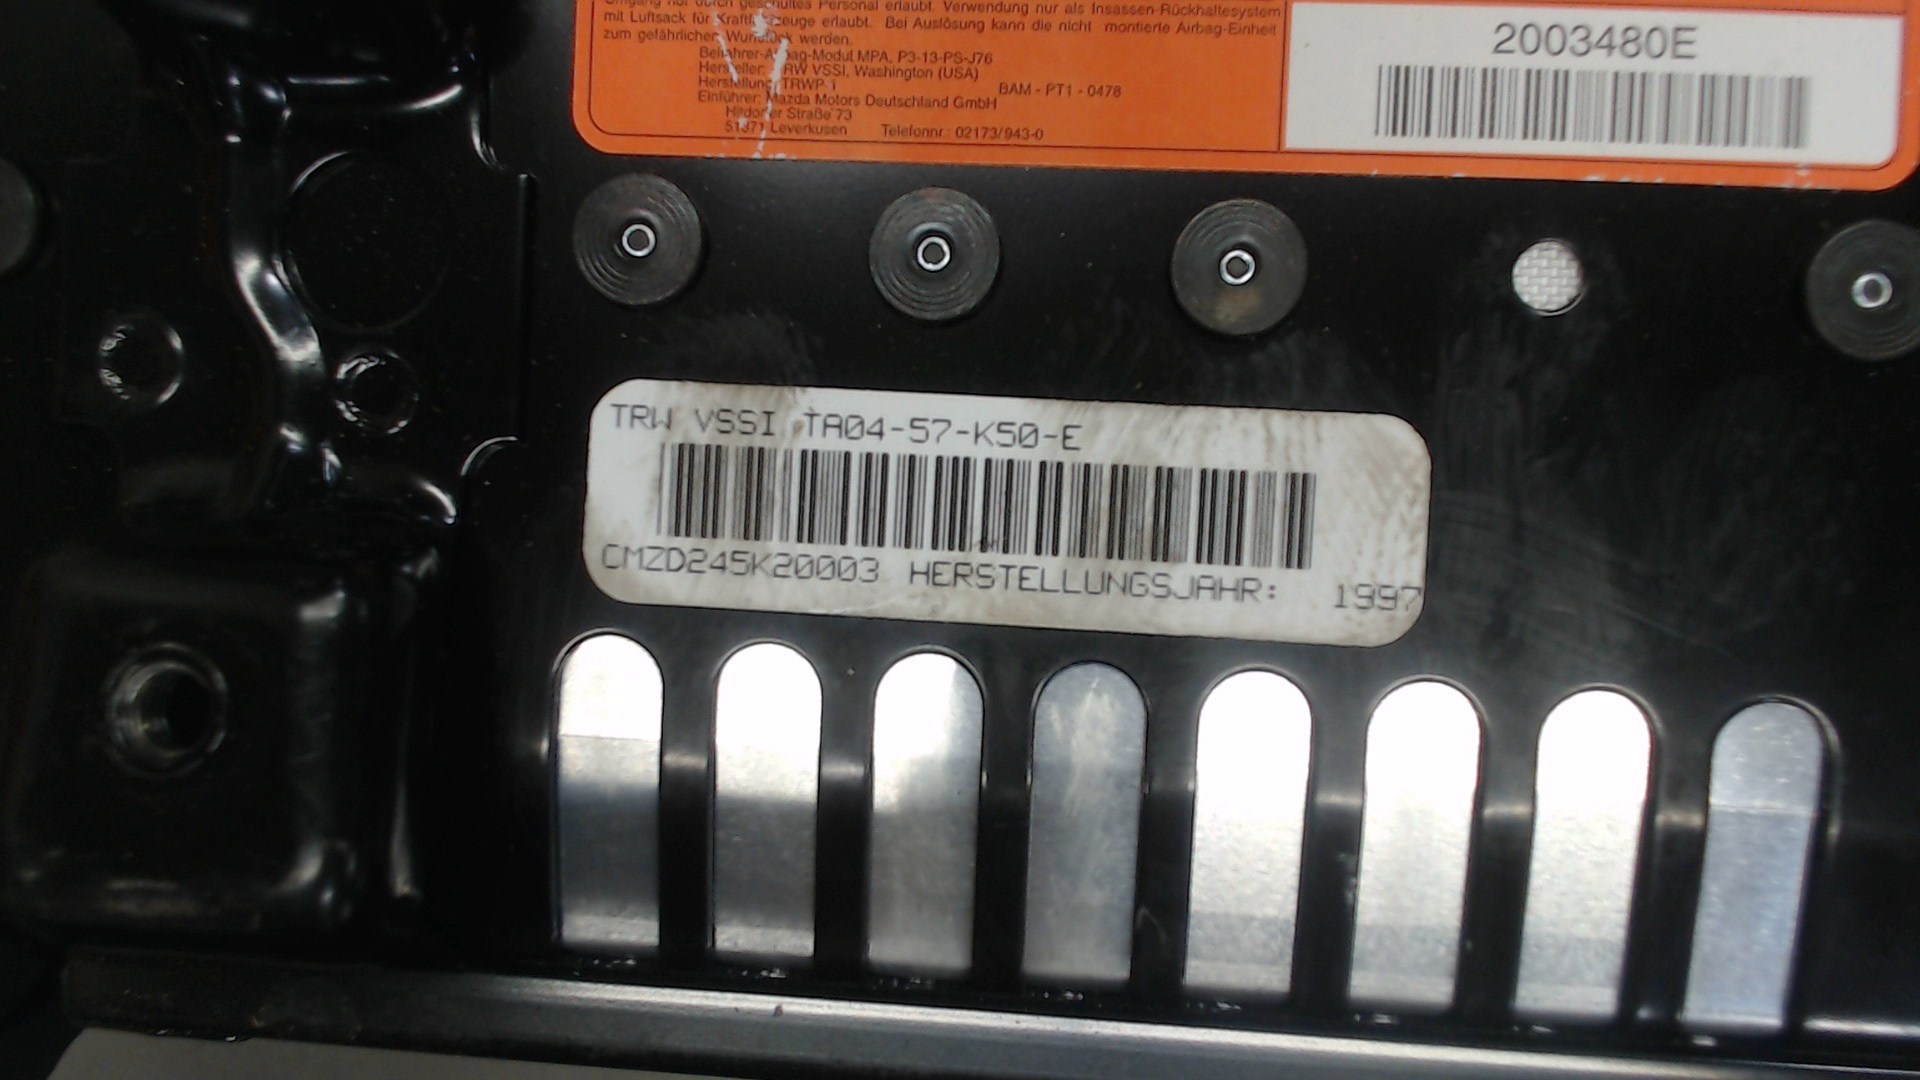 Umgang nur durch geschultes Personal erlaubt. Verwendung nur als Insassen-Rückhaltesystem
mit Luftsack für Kraftfahrzeuge erlaubt. Bei Auslösung kann die nicht montierte Airbag-Einheit
zum gefährlichen Wurfstück werden.
Beifahrer-Airbag-Modul MPA, P3-13-PS-J76
Hersteller: TRW VSSI, Washington (USA)
Herstellung: TRWP-1
BAM - PT1 - 0478
Einführer: Mazda Motors Deutschland GmbH
Hitdorfer Straße 73
51371 Leverkusen Telefonnr.: 02173/943-0
2003480E
TRW VSSI TA04-57-K50-E
CMZD245K20003 HERSTELLUNGSJAHR: 1997